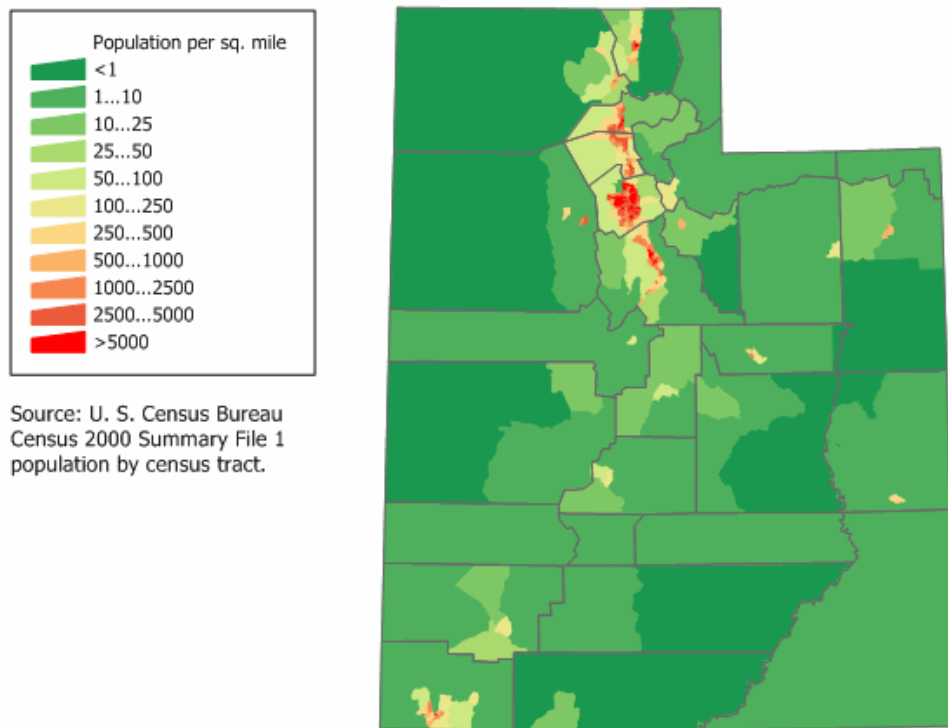 Population per sq. mile
<1
1...10
10...25
25...50
50...100
100...250
250...500
500...1000
1000...2500
2500...5000
>5000
Source: U. S. Census Bureau
Census 2000 Summary File 1
population by census tract.